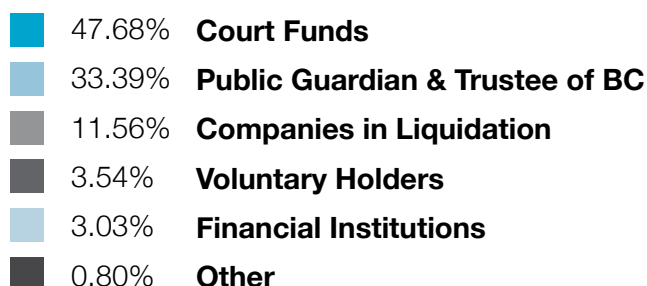 47.68% Court Funds
33.39% Public Guardian & Trustee of BC
11.56% Companies in Liquidation
3.54% Voluntary Holders
3.03% Financial Institutions
0.80% Other